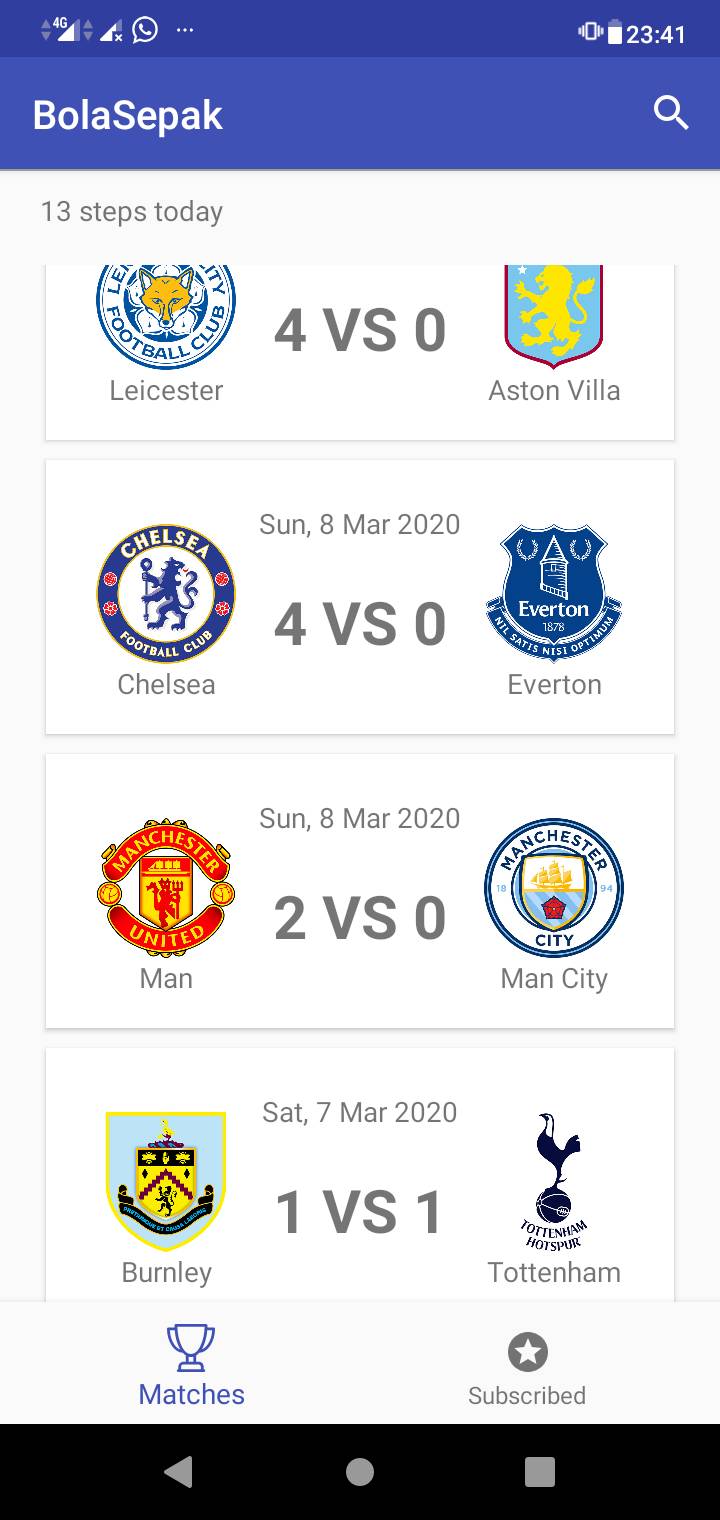 4G ... 23:41
BolaSepak
13 steps today
CITY
FOOTBALL CLUB
4 VS 0
Leicester
Aston Villa
Sun, 8 Mar 2020
CHELSEA
FOOTBALL CLUB
4 VS 0
Everton
1878
NIL SATIS NISI OPTIMUM
Chelsea
Everton
Sun, 8 Mar 2020
MANCHESTER
UNITED
2 VS 0
MANCHESTER
18 94
CITY
Man
Man City
Sat, 7 Mar 2020
1 VS 1
TOTTENHAM
HOTSPUR
Burnley
Tottenham
Matches
Subscribed